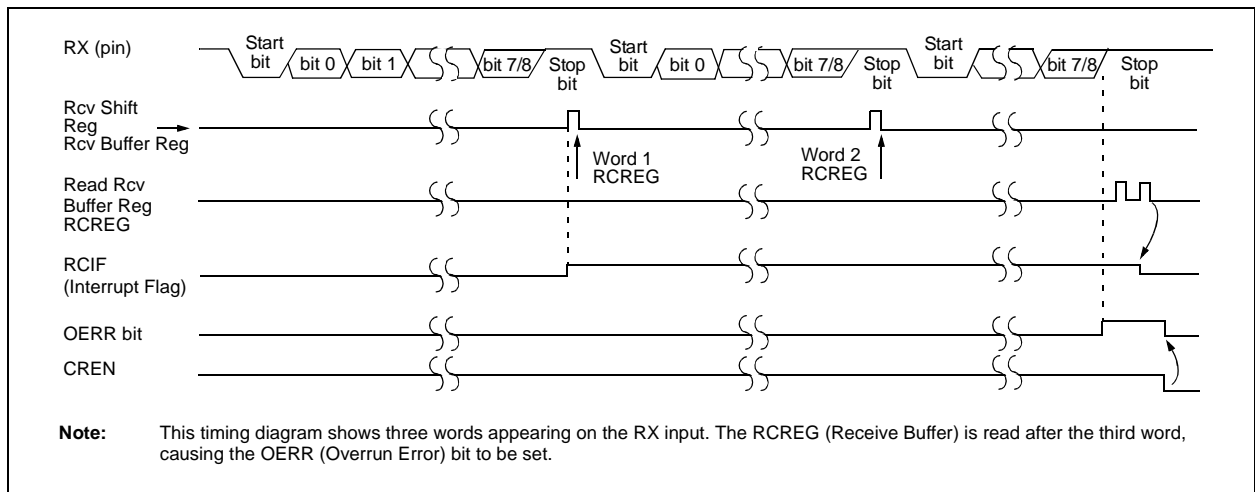 RX (pin)
Start
bit
bit 0
bit 1
bit 7/8
Stop
bit
Start
bit
bit 0
bit 7/8
Stop
bit
Start
bit
bit 7/8
Stop
bit
Rcv Shift
Reg
Rcv Buffer Reg
Word 1
RCREG
Word 2
RCREG
Read Rcv
Buffer Reg
RCREG
RCIF
(Interrupt Flag)
OERR bit
CREN
Note: This timing diagram shows three words appearing on the RX input. The RCREG (Receive Buffer) is read after the third word,
causing the OERR (Overrun Error) bit to be set.